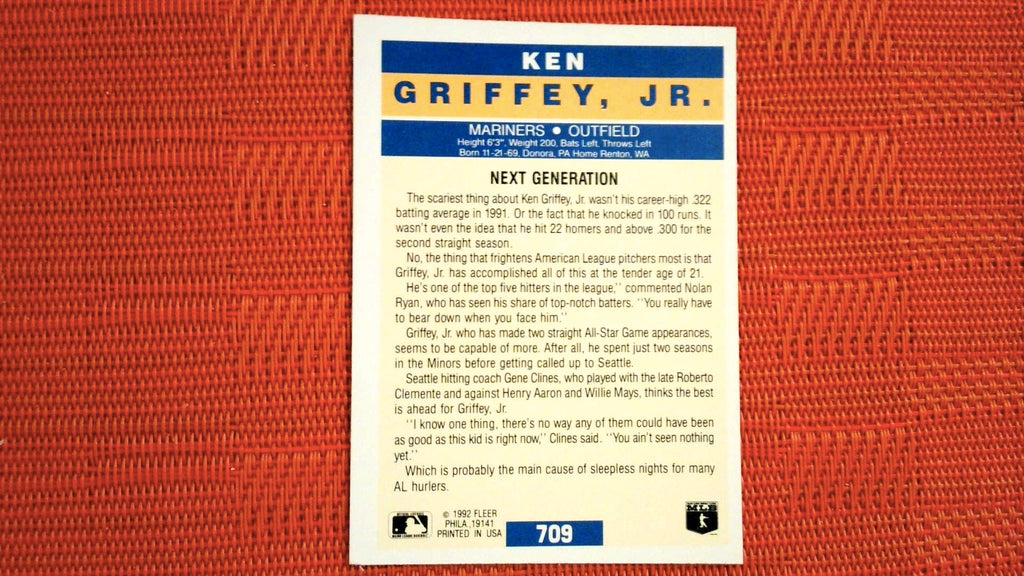 KEN
GRIFFEY, JR.
MARINERS • OUTFIELD
Height 6'3", Weight 200, Bats Left, Throws Left
Born 11-21-69, Donora, PA Home Renton, WA
NEXT GENERATION
The scariest thing about Ken Griffey, Jr. wasn't his career-high .322
batting average in 1991. Or the fact that he knocked in 100 runs. It
wasn't even the idea that he hit 22 homers and above .300 for the
second straight season.
No, the thing that frightens American League pitchers most is that
Griffey, Jr. has accomplished all of this at the tender age of 21.
He's one of the top five hitters in the league,'' commented Nolan
Ryan, who has seen his share of top-notch batters. ''You really have
to bear down when you face him.''
Griffey, Jr. who has made two straight All-Star Game appearances,
seems to be capable of more. After all, he spent just two seasons
in the Minors before getting called up to Seattle.
Seattle hitting coach Gene Clines, who played with the late Roberto
Clemente and against Henry Aaron and Willie Mays, thinks the best
is ahead for Griffey, Jr.
''I know one thing, there's no way any of them could have been
as good as this kid is right now,'' Clines said. ''You ain't seen nothing
yet.''
Which is probably the main cause of sleepless nights for many
AL hurlers.
© 1992 FLEER
PHILA.,19141
PRINTED IN USA
709